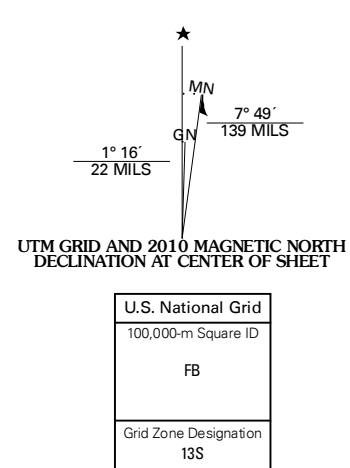 ★
MN
7° 49´
139 MILS
GN
1° 16´
22 MILS
UTM GRID AND 2010 MAGNETIC NORTH
DECLINATION AT CENTER OF SHEET
U.S. National Grid
100,000-m Square ID
FB
Grid Zone Designation
13S